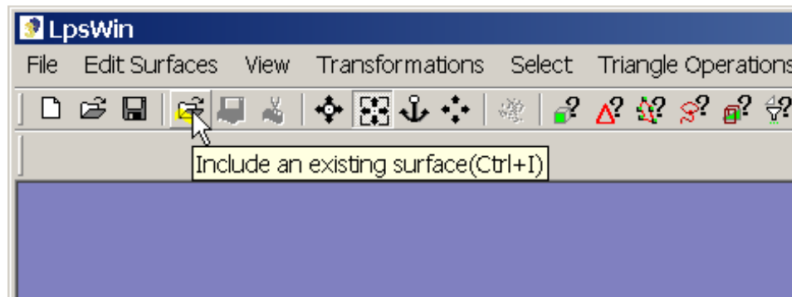 LpsWin
File Edit Surfaces View Transformations Select Triangle Operations
Include an existing surface(Ctrl+I)